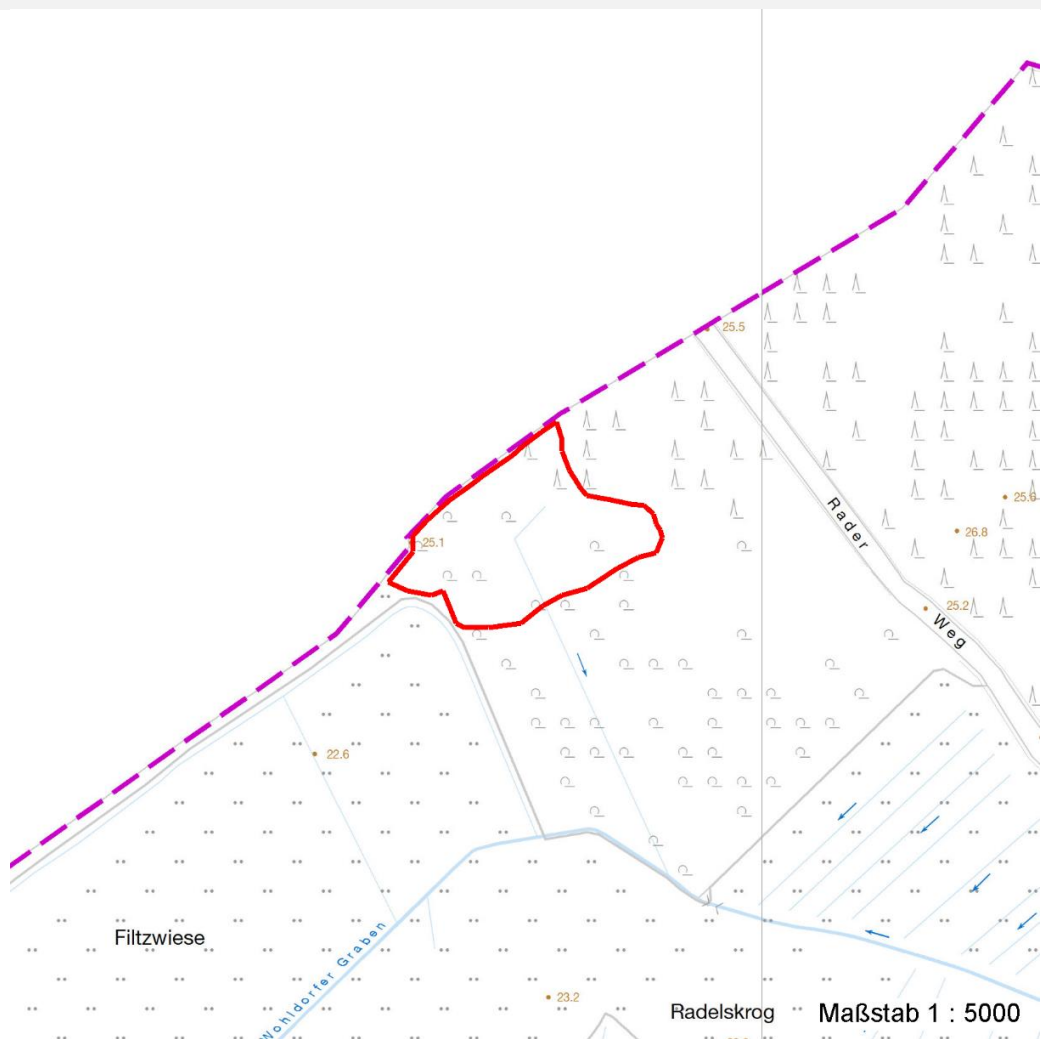 25.5
25.6
Rader
26.8
25.1
25.2
Weg
22.6
Filtzwiese
Wohldorfer Graben
23.2
Radelskrog
Maßstab 1 : 5000